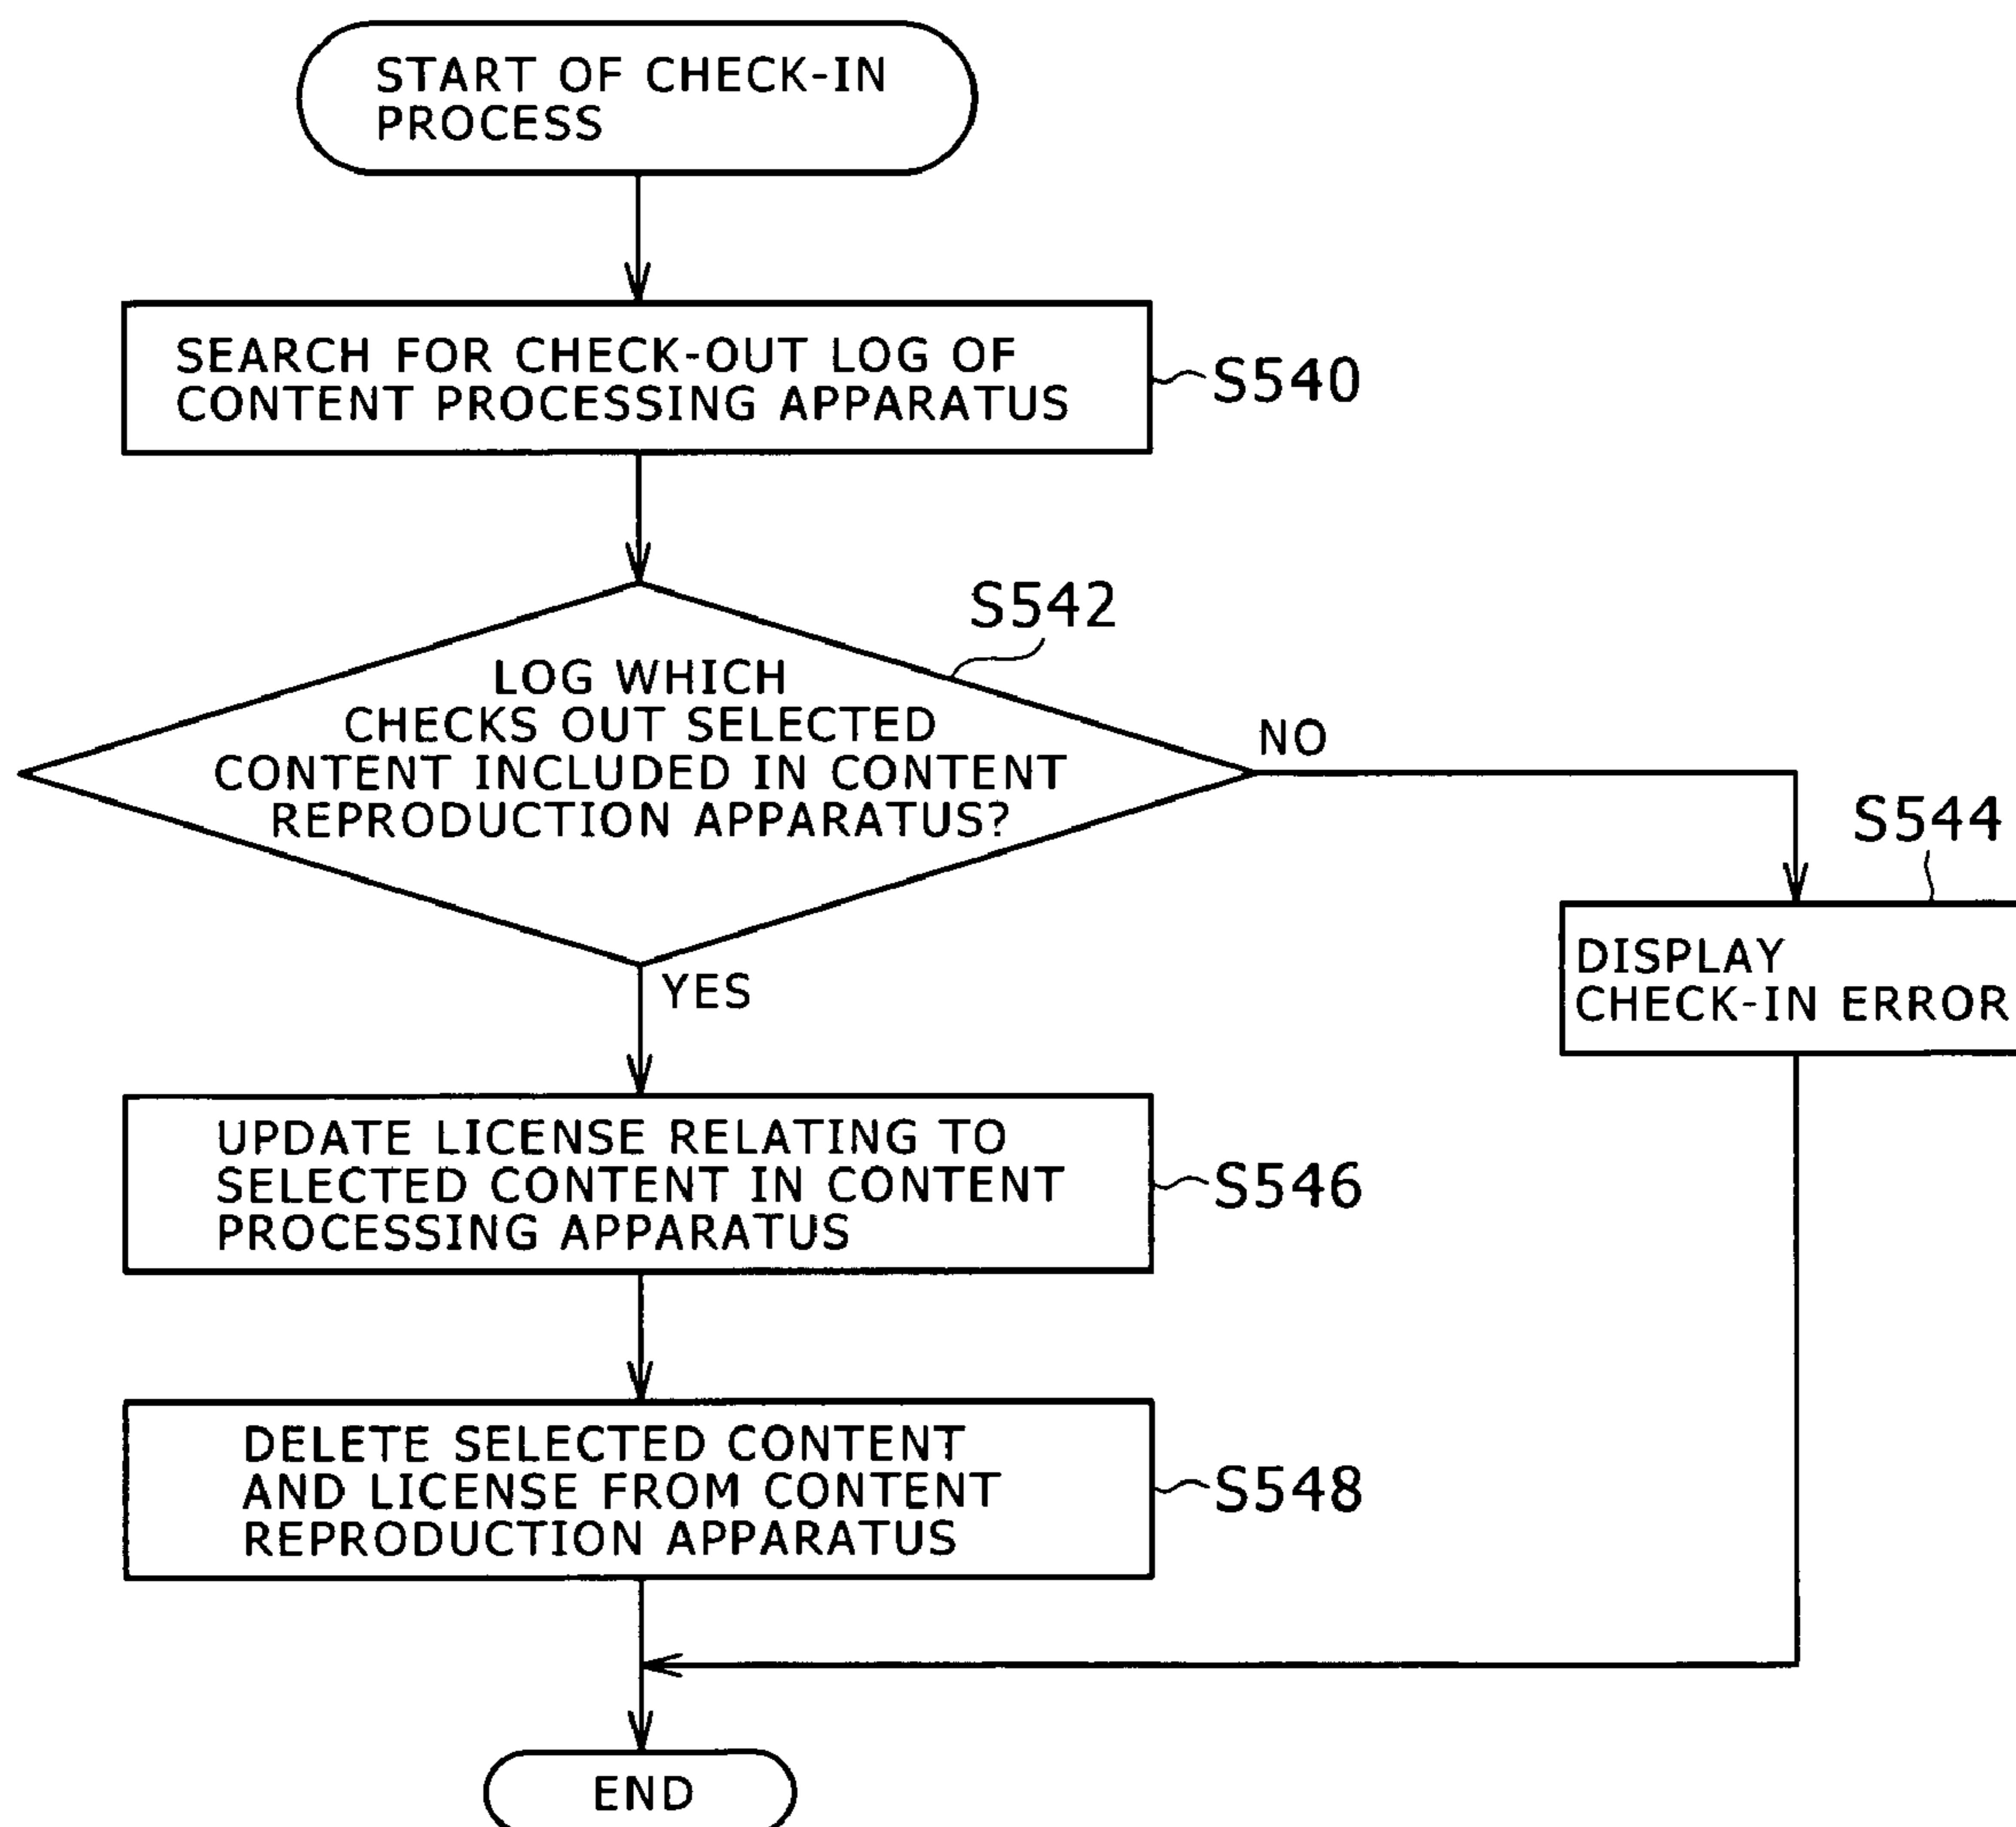 START OF CHECK-IN
PROCESS
SEARCH FOR CHECK-OUT LOG OF
CONTENT PROCESSING APPARATUS
S540
S542
LOG WHICH
CHECKS OUT SELECTED
CONTENT INCLUDED IN CONTENT
REPRODUCTION APPARATUS?
NO
S544
DISPLAY
CHECK-IN ERROR
YES
UPDATE LICENSE RELATING TO
SELECTED CONTENT IN CONTENT
PROCESSING APPARATUS
S546
DELETE SELECTED CONTENT
AND LICENSE FROM CONTENT
REPRODUCTION APPARATUS
S548
END